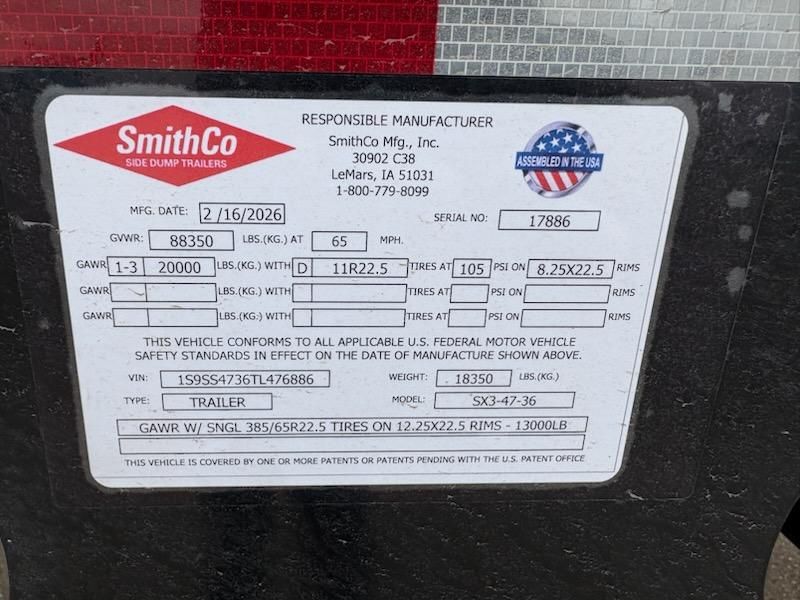 SmithCo
SIDE DUMP TRAILERS
RESPONSIBLE MANUFACTURER
SmithCo Mfg., Inc.
30902 C38
LeMars, IA 51031
1-800-779-8099
ASSEMBLED IN THE USA
MFG. DATE: 2 /16/2026
SERIAL NO: 17886
GVWR: 88350 LBS.(KG.) AT 65 MPH.
GAWR 1-3 20000 LBS.(KG.) WITH D 11R22.5 TIRES AT 105 PSI ON 8.25X22.5 RIMS
GAWR LBS.(KG.) WITH TIRES AT PSI ON RIMS
GAWR LBS.(KG.) WITH TIRES AT PSI ON RIMS
THIS VEHICLE CONFORMS TO ALL APPLICABLE U.S. FEDERAL MOTOR VEHICLE
SAFETY STANDARDS IN EFFECT ON THE DATE OF MANUFACTURE SHOWN ABOVE.
VIN: 1S9SS4736TL476886 WEIGHT: 18350 LBS.(KG.)
TYPE: TRAILER MODEL: SX3-47-36
GAWR W/ SNGL 385/65R22.5 TIRES ON 12.25X22.5 RIMS - 13000LB
THIS VEHICLE IS COVERED BY ONE OR MORE PATENTS OR PATENTS PENDING WITH THE U.S. PATENT OFFICE